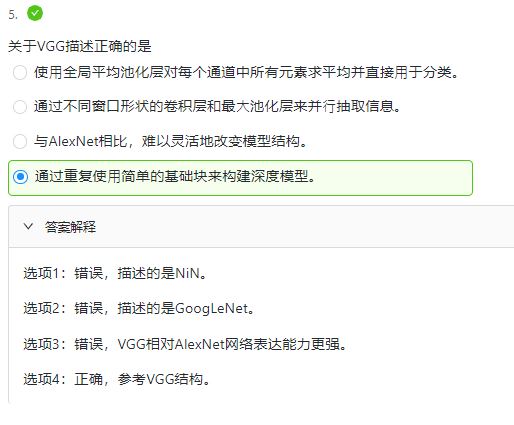 5.
关于VGG描述正确的是
使用全局平均池化层对每个通道中所有元素求平均并直接用于分类。
通过不同窗口形状的卷积层和最大池化层来并行抽取信息。
与AlexNet相比，难以灵活地改变模型结构。
通过重复使用简单的基础块来构建深度模型。
答案解释
选项1：错误，描述的是NiN。
选项2：错误，描述的是GoogLeNet。
选项3：错误，VGG相对AlexNet网络表达能力更强。
选项4：正确，参考VGG结构。